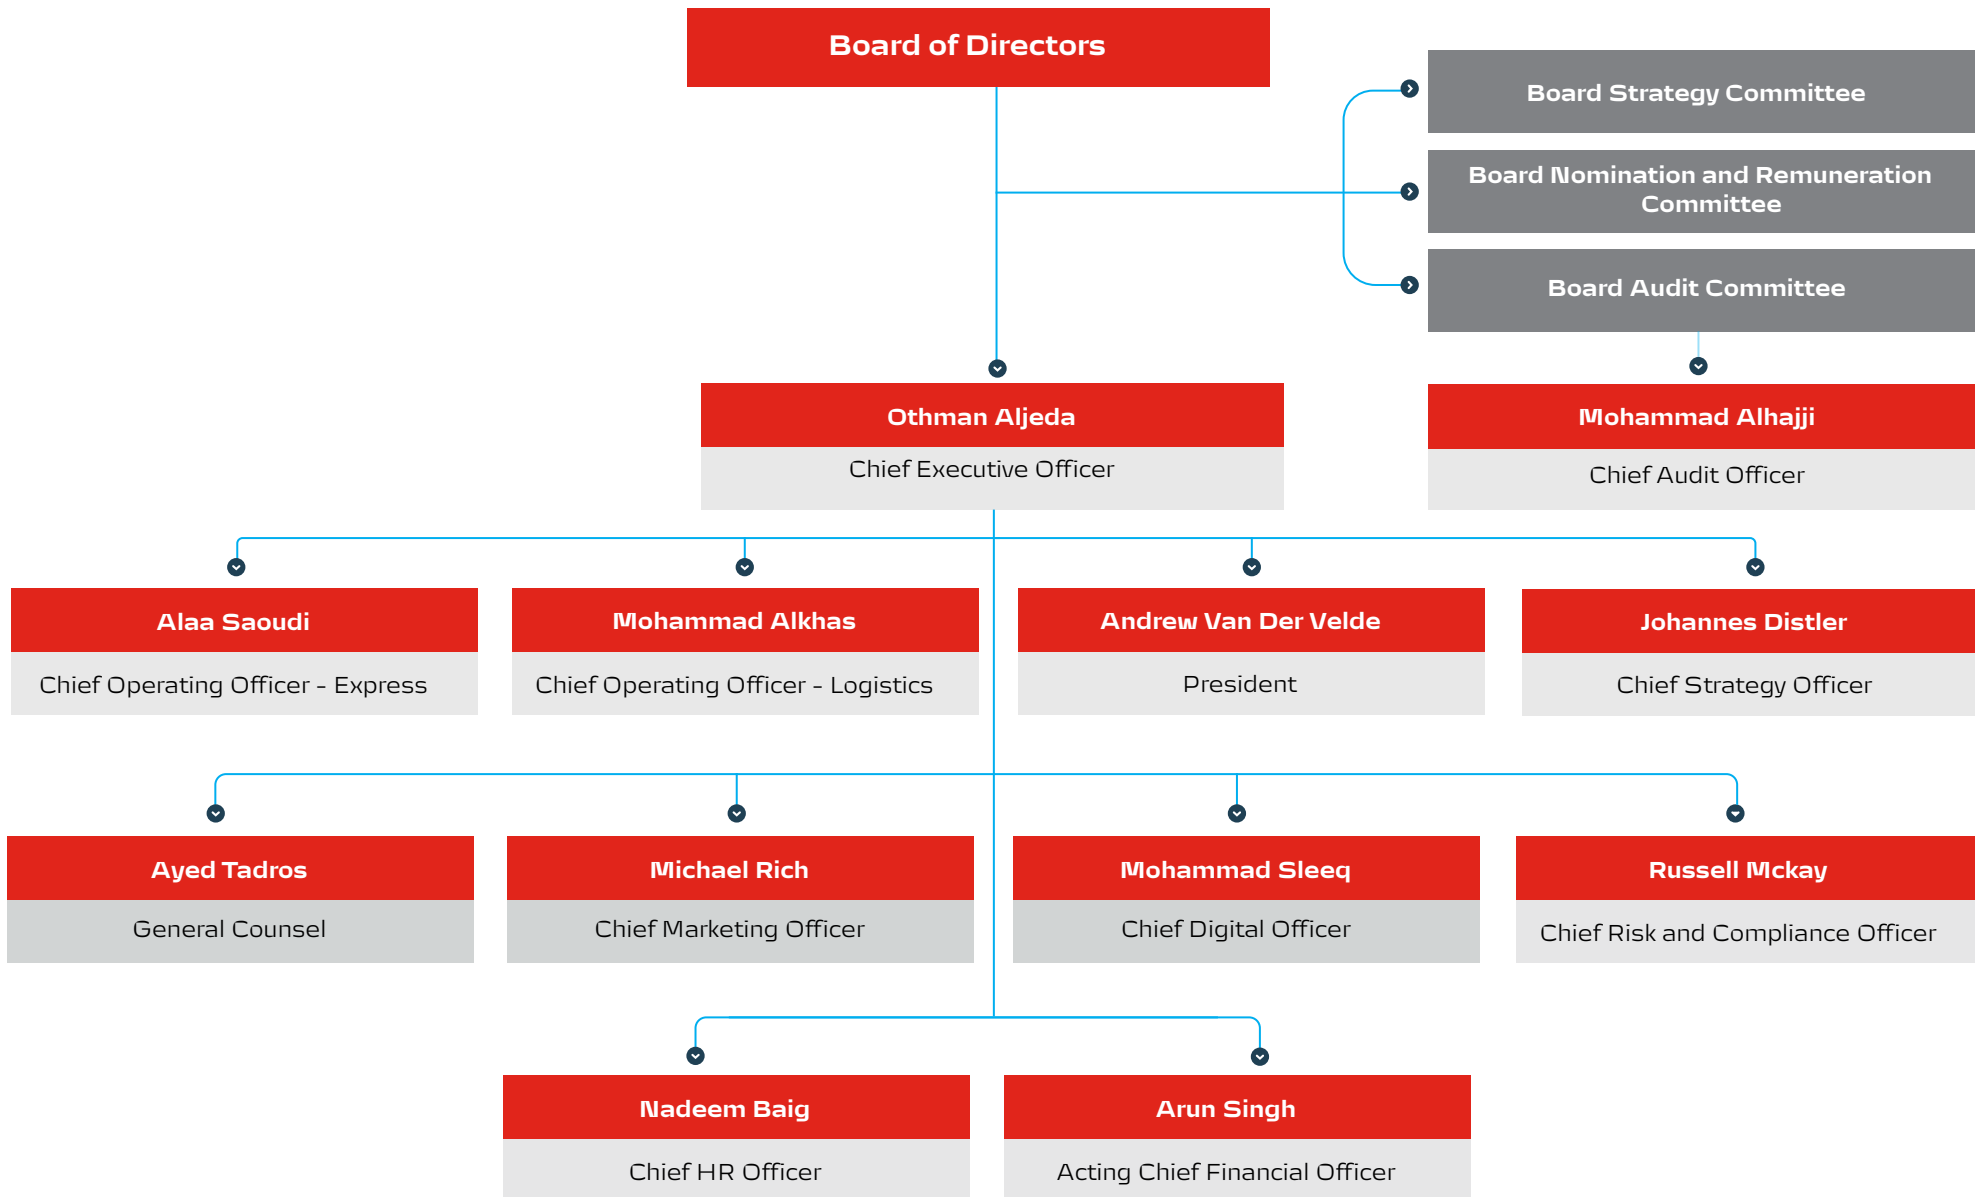 Board of Directors
Board Strategy Committee
Board Nomination and Remuneration
Committee
Board Audit Committee
Othman Aljeda
Chief Executive Officer
Mohammad Alhajji
Chief Audit Officer
Alaa Saoudi
Chief Operating Officer - Express
Mohammad Alkhas
Chief Operating Officer - Logistics
Andrew Van Der Velde
President
Johannes Distler
Chief Strategy Officer
Ayed Tadros
General Counsel
Michael Rich
Chief Marketing Officer
Mohammad Sleeq
Chief Digital Officer
Russell Mckay
Chief Risk and Compliance Officer
Nadeem Baig
Chief HR Officer
Arun Singh
Acting Chief Financial Officer